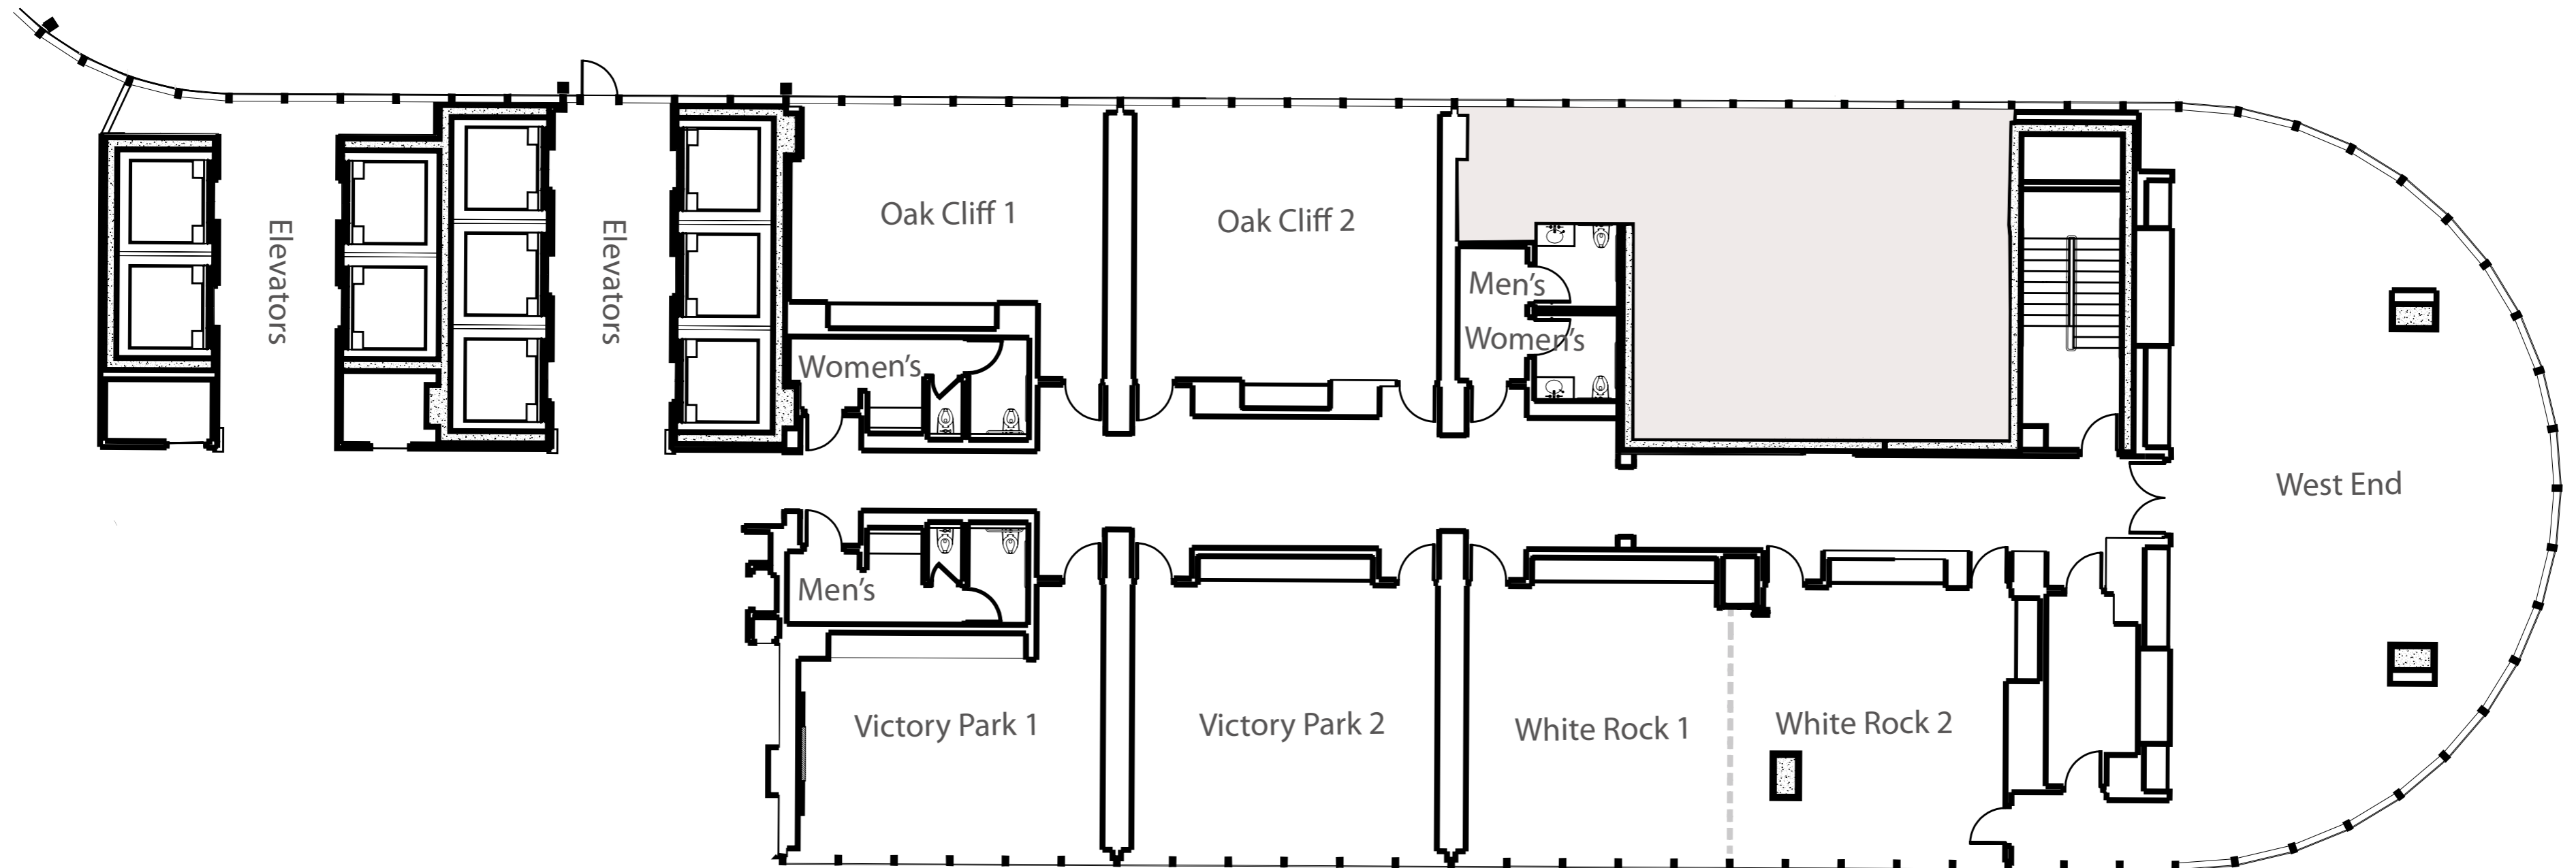 Elevators
Elevators
Oak Cliff 1
Oak Cliff 2
Men's
Women's
Women's
West End
Men's
Victory Park 1
Victory Park 2
White Rock 1
White Rock 2